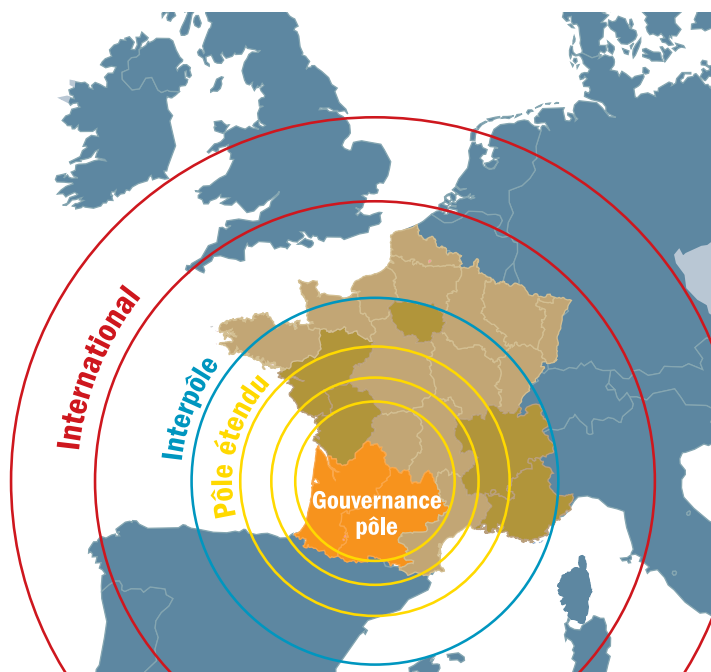 International
Interpôle
Pôle étendu
Gouvernance
pôle